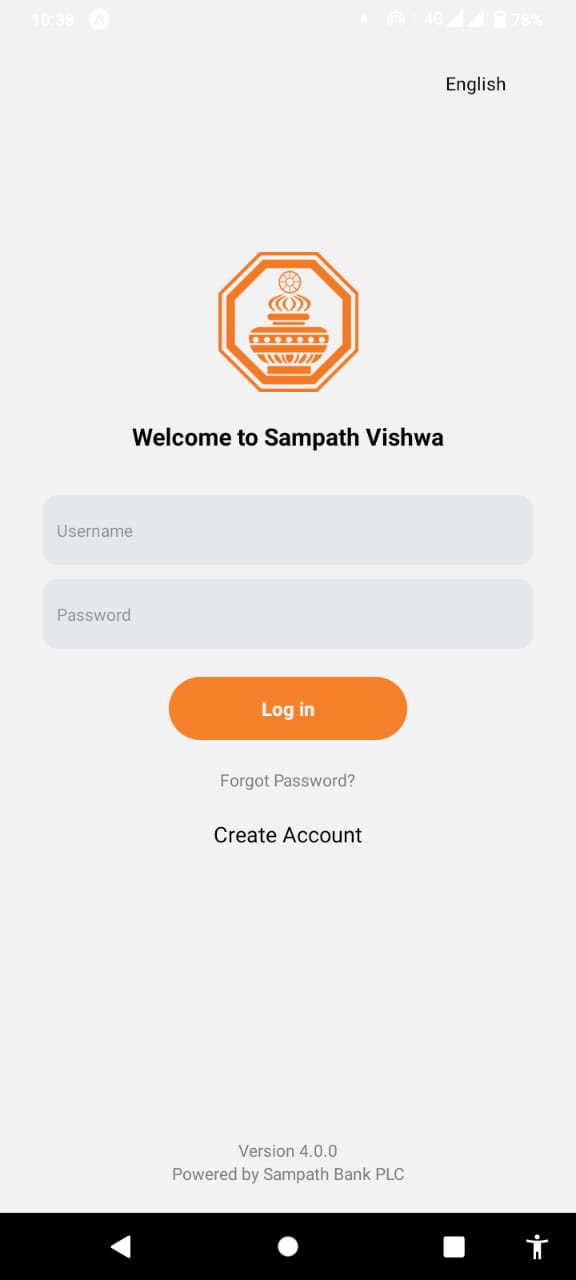 10:38 4G 78%
English
Welcome to Sampath Vishwa
Username
Password
Log in
Forgot Password?
Create Account
Version 4.0.0
Powered by Sampath Bank PLC